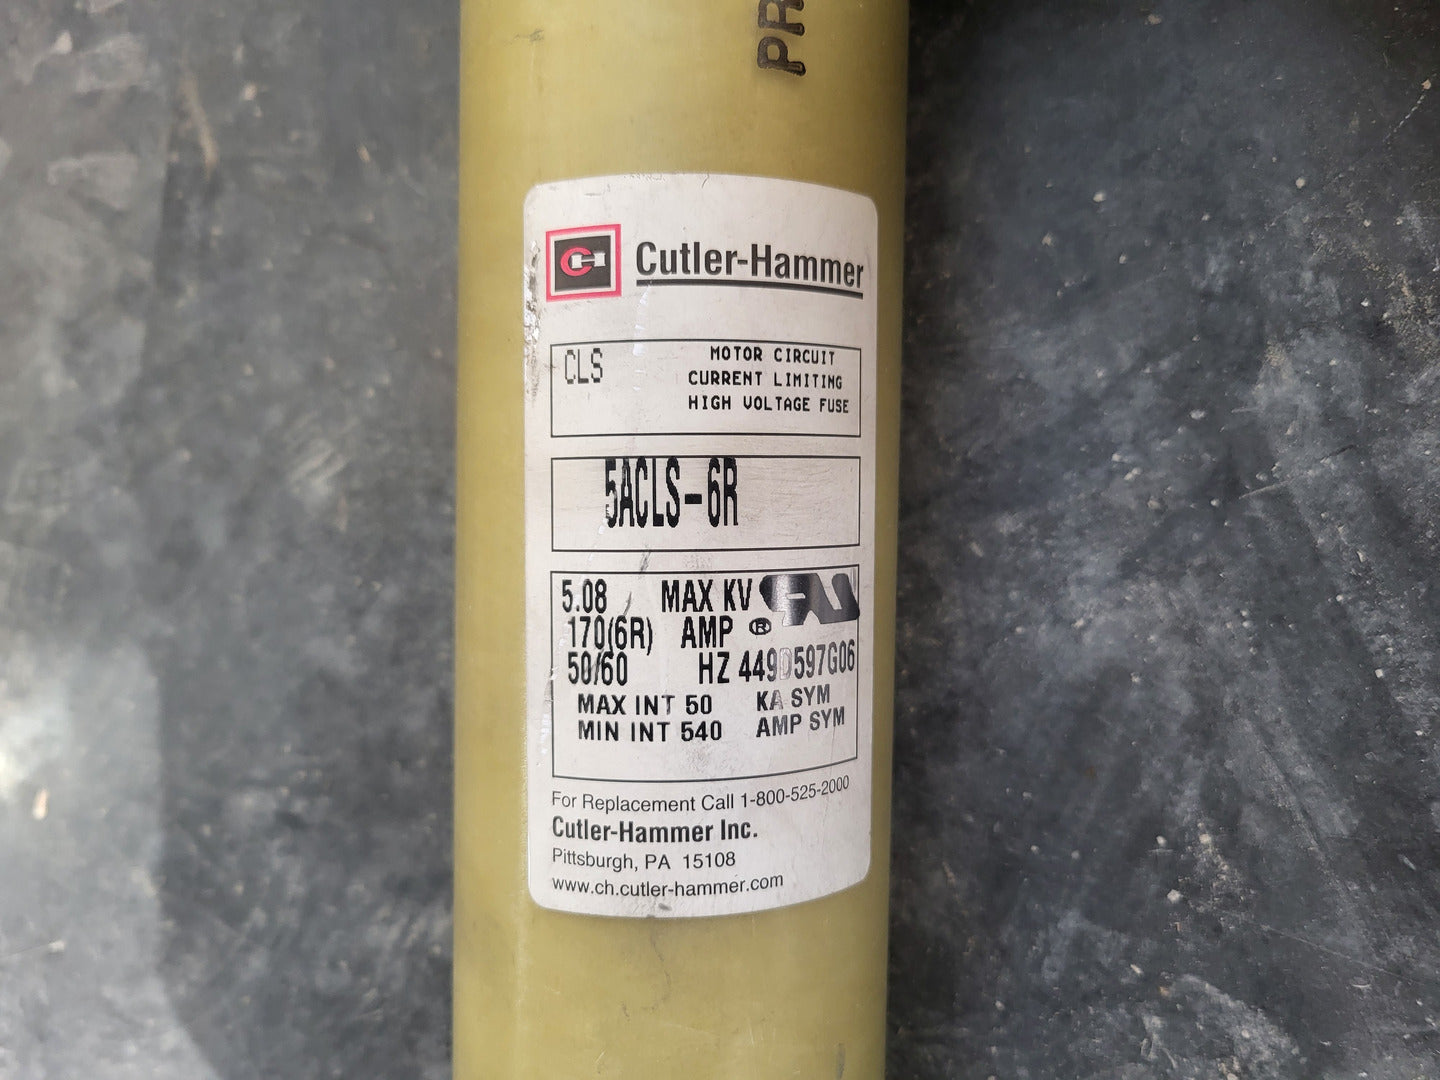 PR
CH Cutler-Hammer
CLS
MOTOR CIRCUIT
CURRENT LIMITING
HIGH VOLTAGE FUSE
5ACLS-6R
5.08 MAX KV
170(6R) AMP ®
50/60 HZ 449D597G06
MAX INT 50 KA SYM
MIN INT 540 AMP SYM
For Replacement Call 1-800-525-2000
Cutler-Hammer Inc.
Pittsburgh, PA 15108
www.ch.cutler-hammer.com